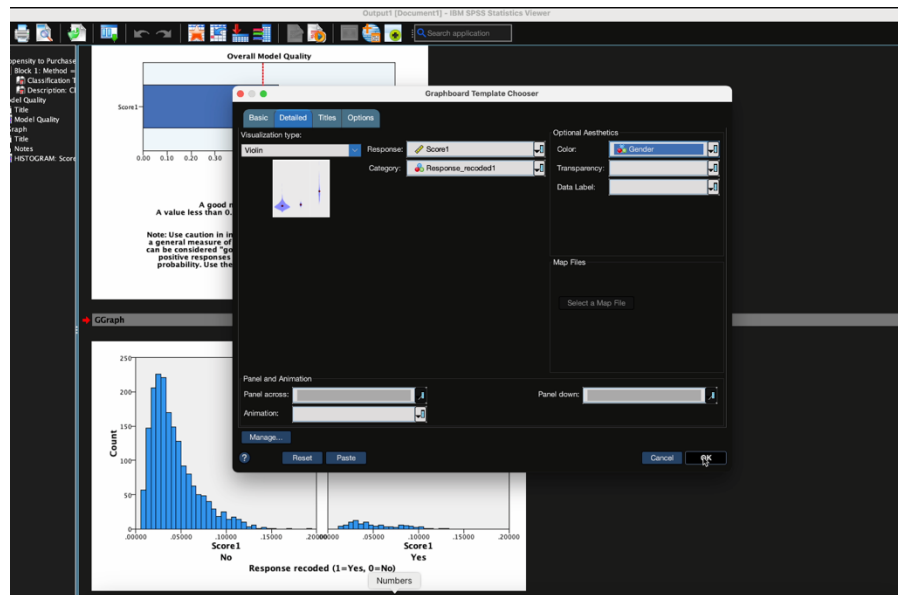 Output1 [Document1] - IBM SPSS Statistics Viewer
Search application
opensity to Purchase
Block 1: Method =
Classification T
Description: Cl
del Quality
Title
Model Quality
raph
Title
Notes
HISTOGRAM: Score
Overall Model Quality
Score1
0.00 0.10 0.20 0.30
A good m
A value less than 0.
Note: Use caution in in
a general measure of
can be considered "go
positive responses
probability. Use the
Graphboard Template Chooser
Basic Detailed Titles Options
Visualization type:
Violin
Response: Score1
Category: Response_recoded1
Optional Aesthetics
Color: Gender
Transparency:
Data Label:
Map Files
Select a Map File
Panel and Animation
Panel across:
Panel down:
Animation:
Manage...
? Reset Paste Cancel OK
GGraph
Count
250
200
150
100
50
0
.00000 .05000 .10000 .15000 .20000
.05000 .10000 .15000 .20000
Score1 Score1
No Yes
Response recoded (1=Yes, 0=No)
Numbers